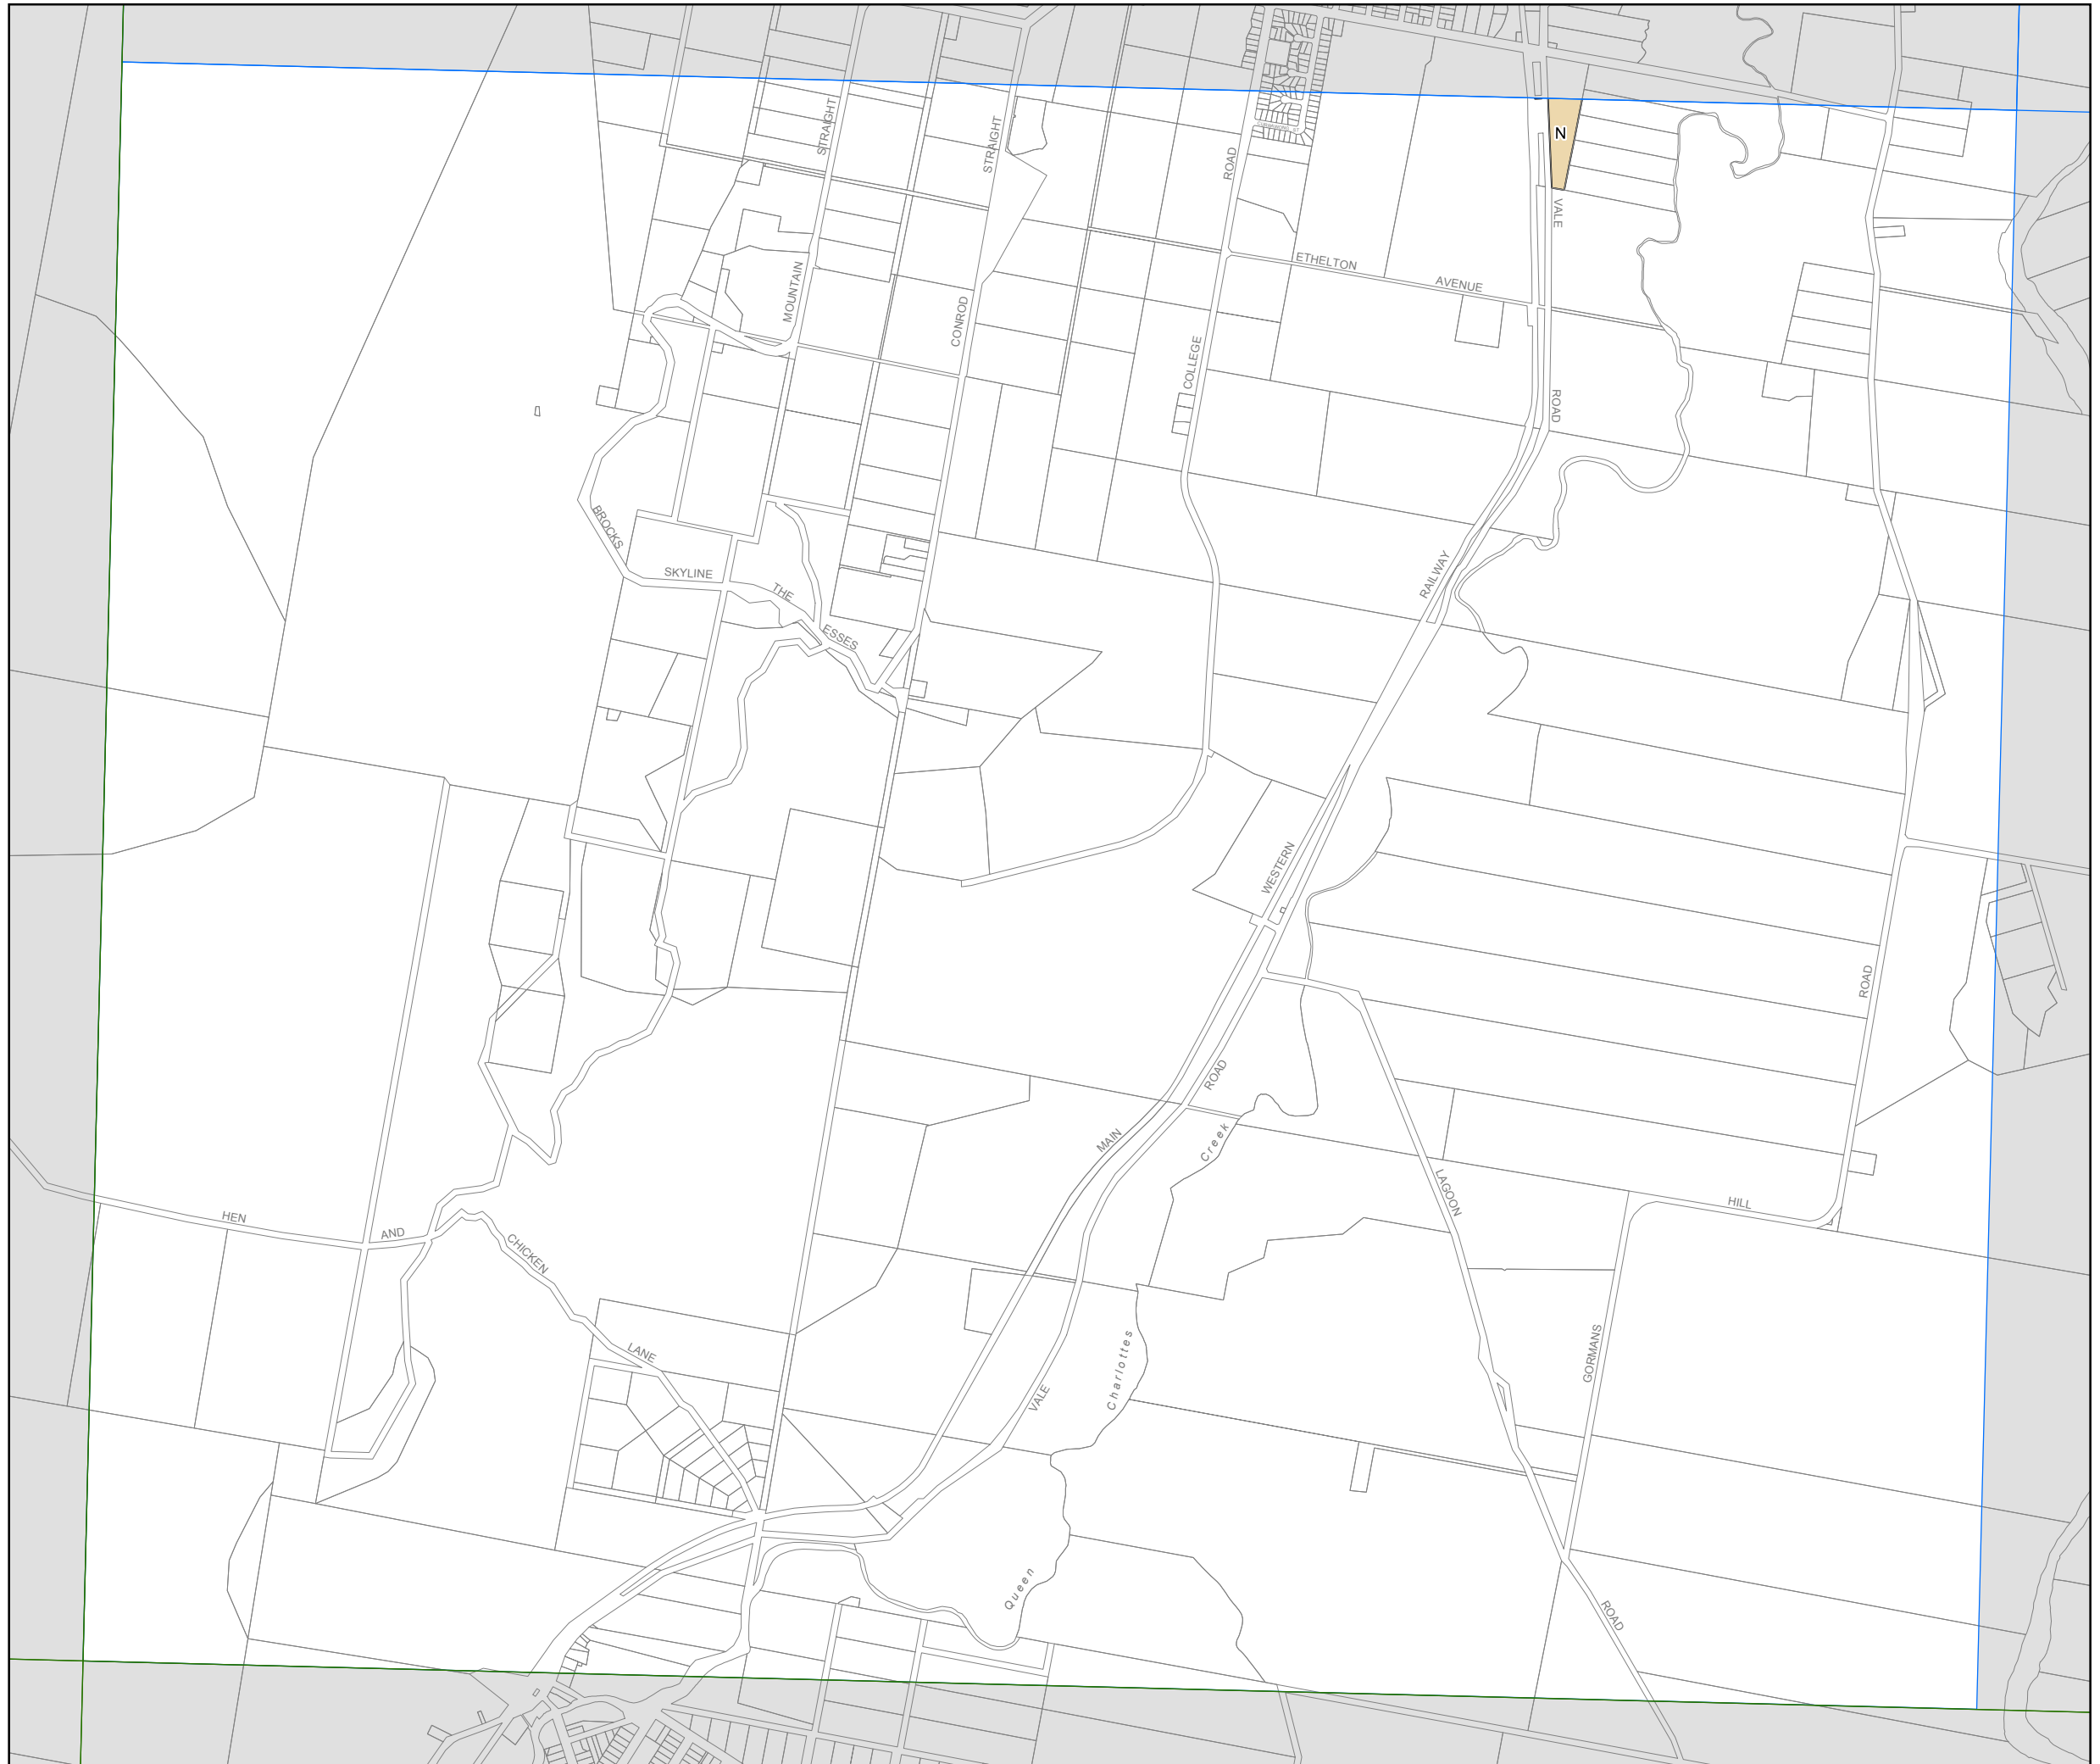 N
STRAIGHT
STRAIGHT
ROAD
VALE
ETHELTON
AVENUE
MOUNTAIN
CONROD
COLLEGE
ROAD
BROCKS
SKYLINE
THE
ESSES
RAILWAY
WESTERN
ROAD
ROAD
MAIN
Creek
LAGOON
HILL
HEN
AND
CHICKEN
LANE
GORMANS
Charlottes
VALE
Queen
ROAD